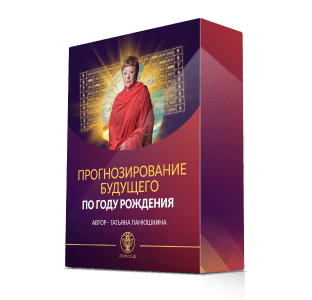 ПРОГНОЗИРОВАНИЕ
БУДУЩЕГО
ПО ГОДУ РОЖДЕНИЯ
АВТОР - ТАТЬЯНА ПАНЮШКИНА